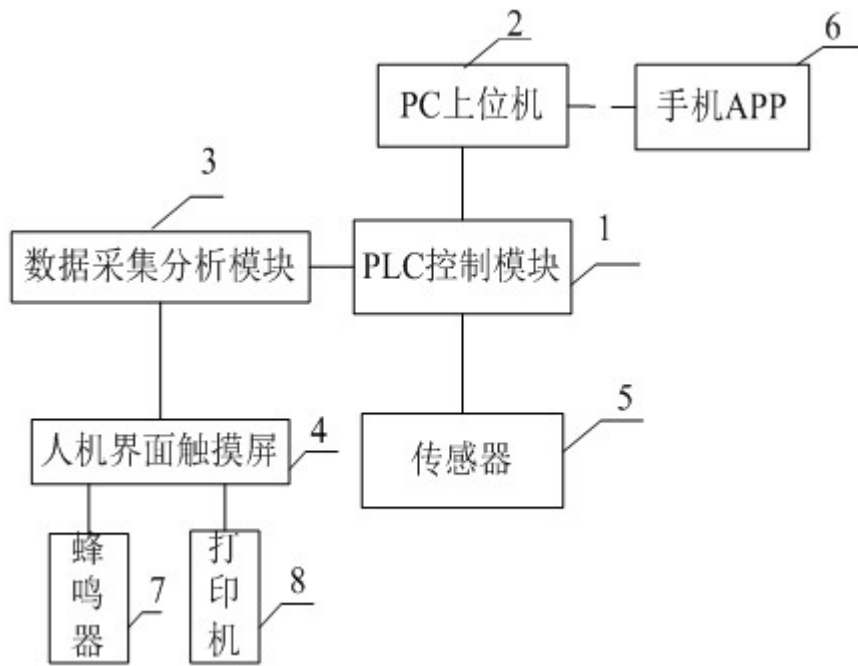 2
6
PC上位机
手机APP
3
1
数据采集分析模块
PLC控制模块
5
4
人机界面触摸屏
传感器
蜂
鸣
器
7
打
印
机
8